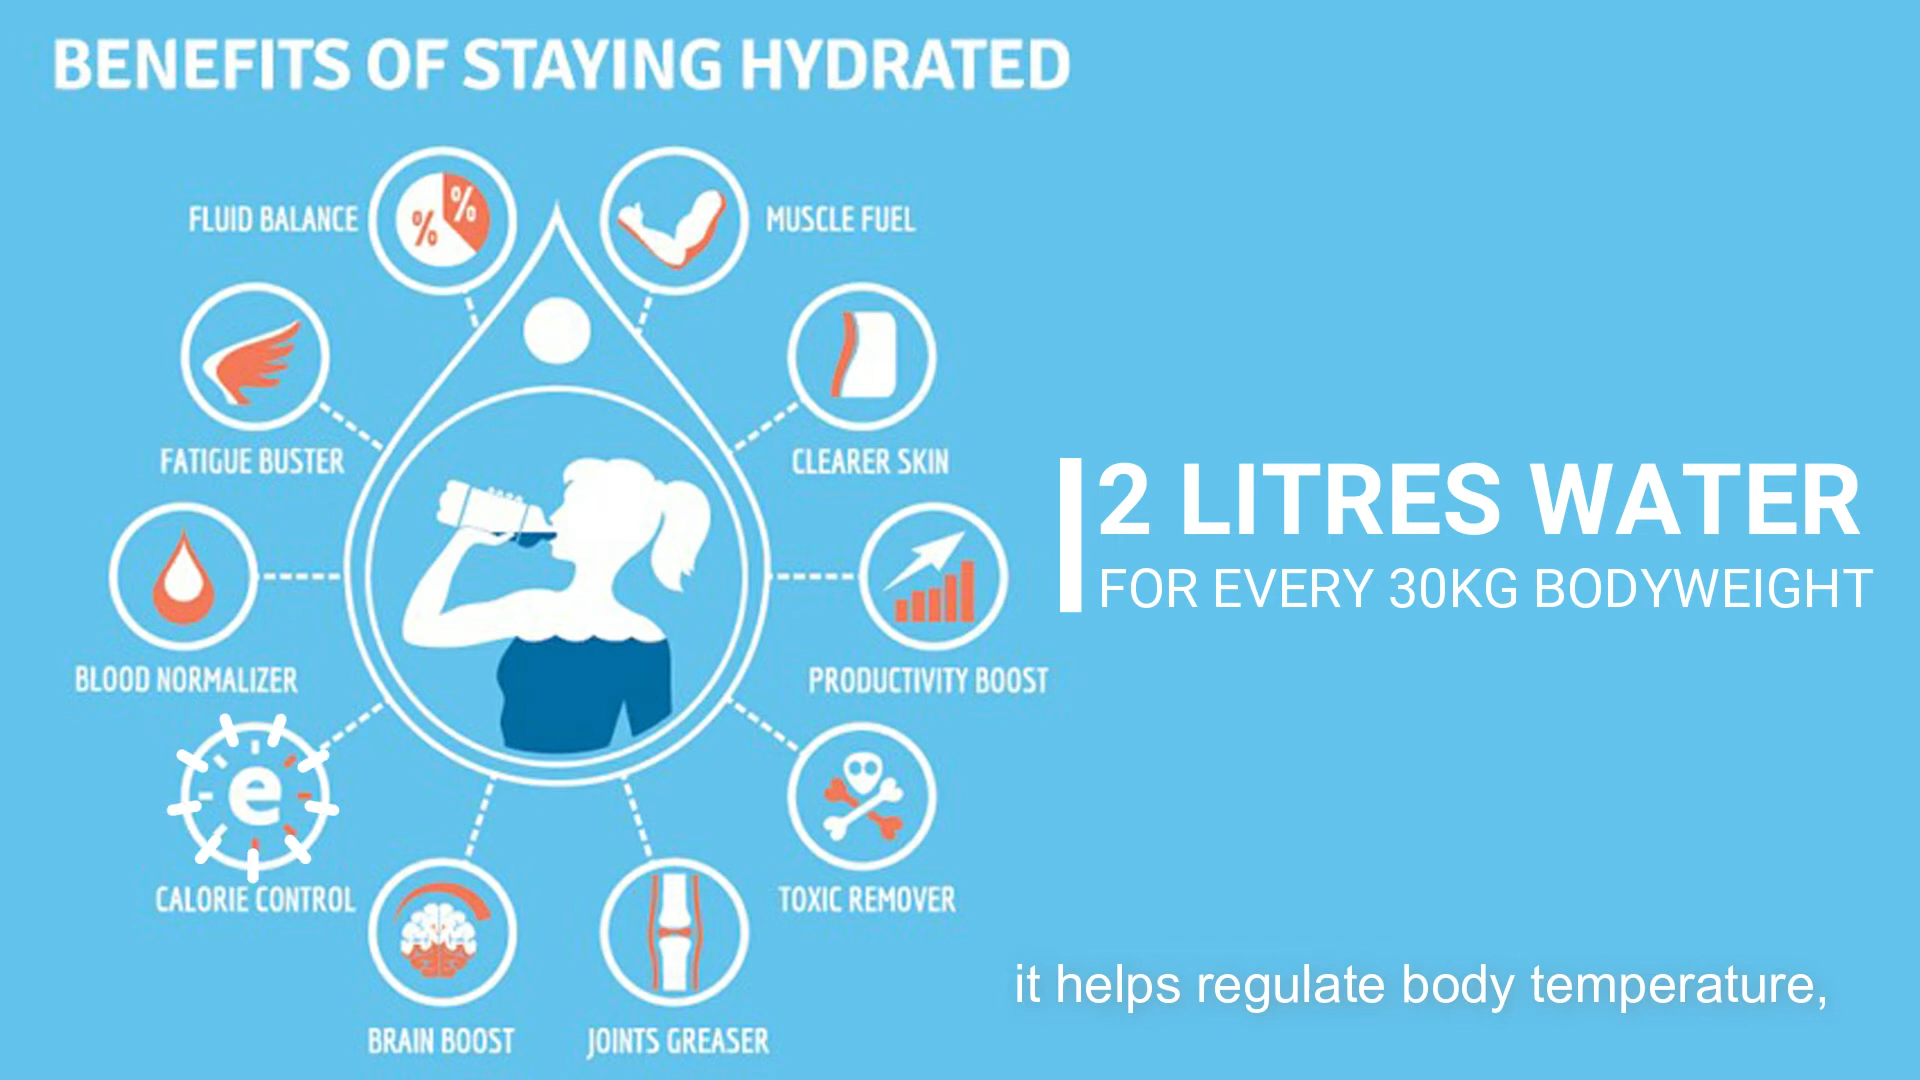 BENEFITS OF STAYING HYDRATED
FLUID BALANCE
% %
MUSCLE FUEL
FATIGUE BUSTER
CLEARER SKIN
2 LITRES WATER
FOR EVERY 30KG BODYWEIGHT
BLOOD NORMALIZER
PRODUCTIVITY BOOST
e
CALORIE CONTROL
TOXIC REMOVER
BRAIN BOOST
JOINTS GREASER
it helps regulate body temperature,